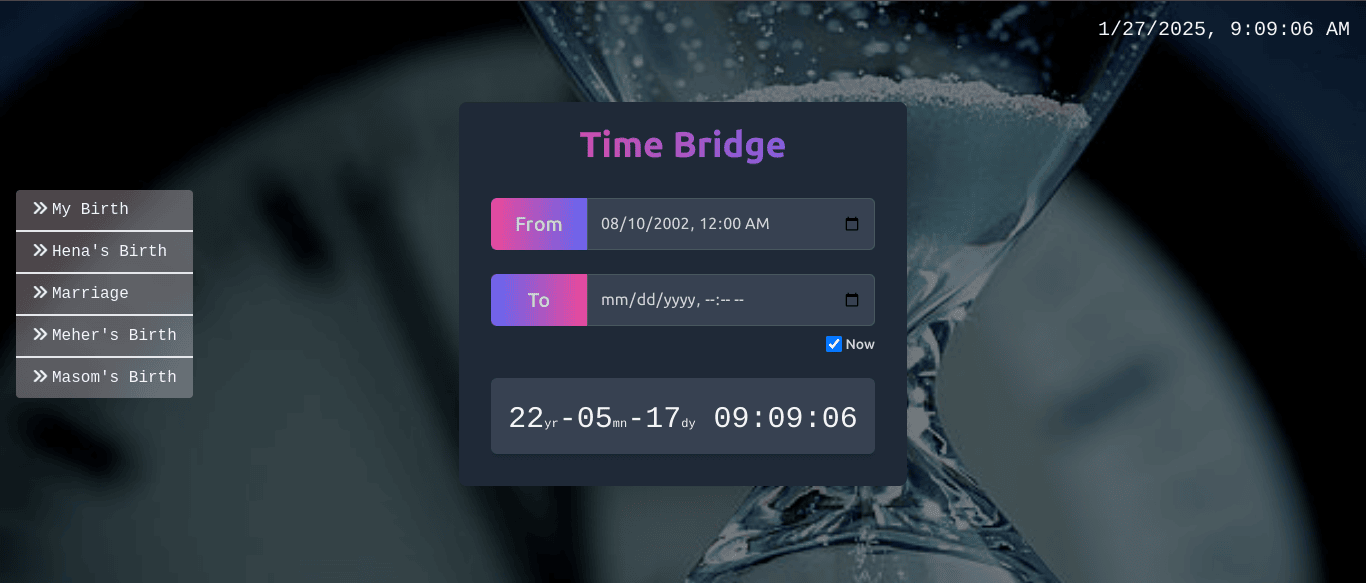 1/27/2025, 9:09:06 AM
Time Bridge
My Birth
Hena's Birth
Marriage
Meher's Birth
Masom's Birth
From 08/10/2002, 12:00 AM
To mm/dd/yyyy, --:-- --
Now
22yr-05mn-17dy 09:09:06